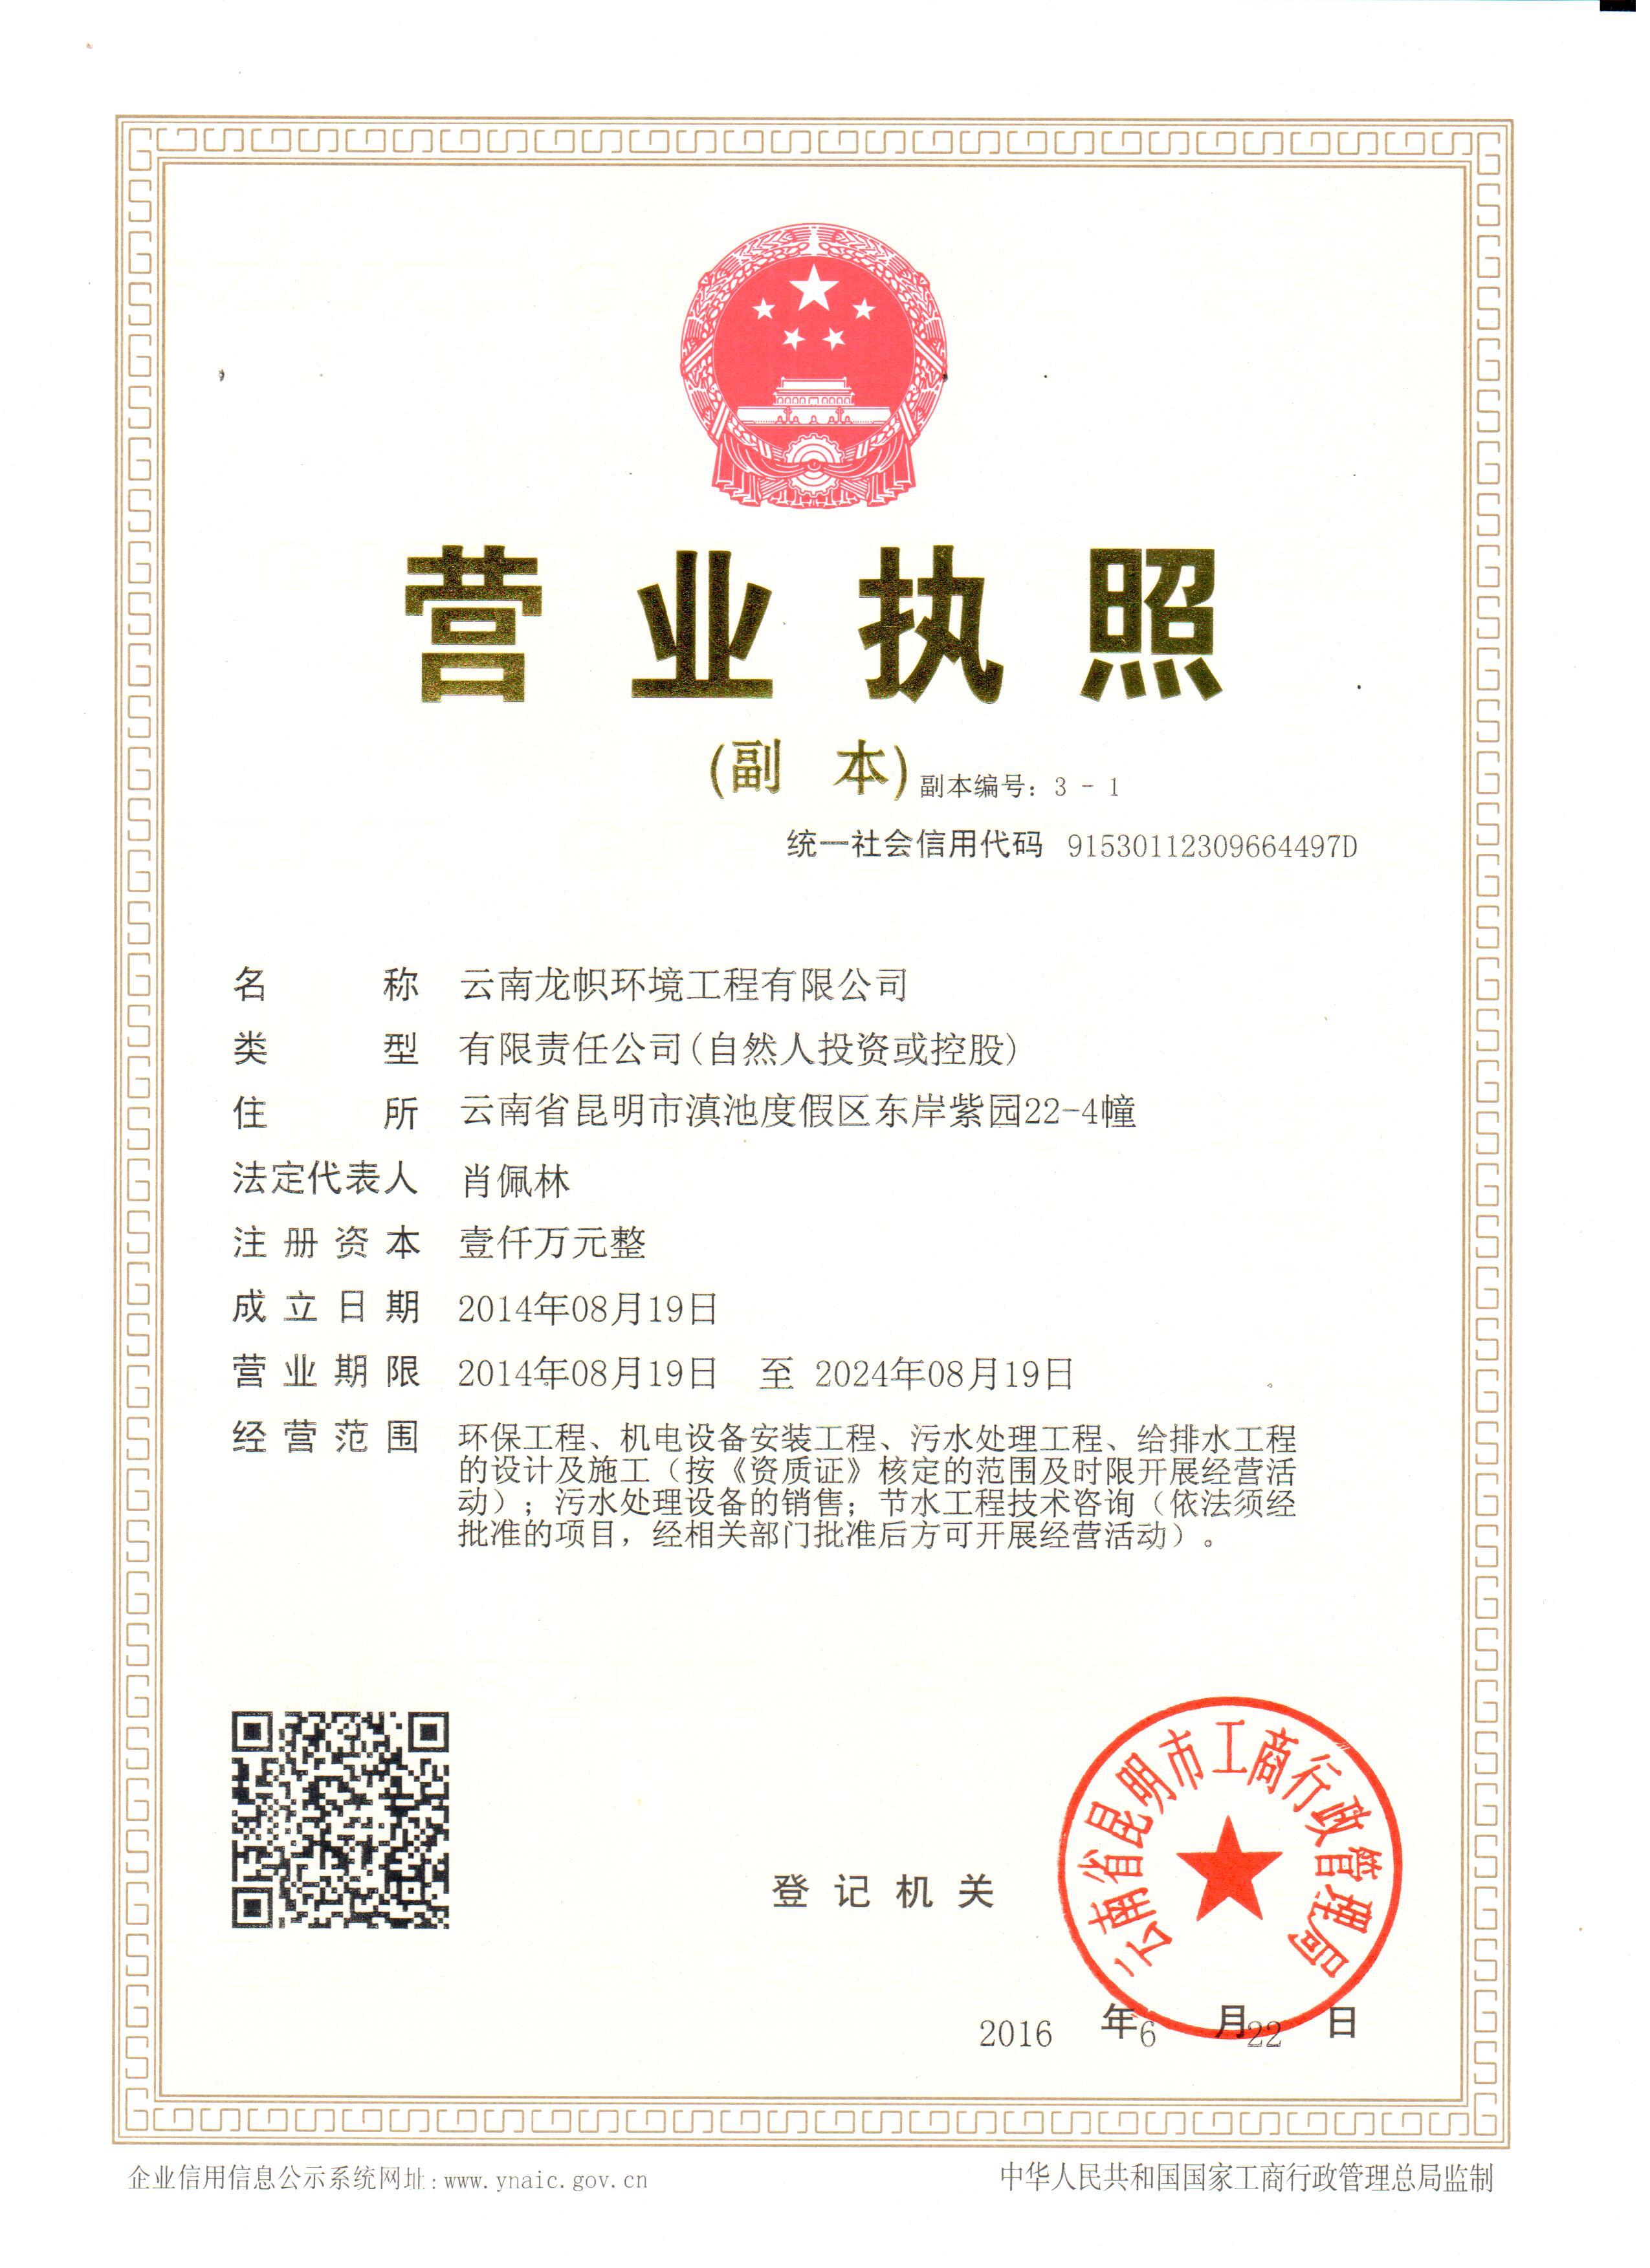 营业执照
(副 本) 副本编号：3 - 1
统一社会信用代码 91530112309664497D
名称 云南龙帜环境工程有限公司
类型 有限责任公司(自然人投资或控股)
住所 云南省昆明市滇池度假区东岸紫园22-4幢
法定代表人 肖佩林
注册资本 壹仟万元整
成立日期 2014年08月19日
营业期限 2014年08月19日 至 2024年08月19日
经营范围 环保工程、机电设备安装工程、污水处理工程、给排水工程
的设计及施工（按《资质证》核定的范围及时限开展经营活
动）；污水处理设备的销售；节水工程技术咨询（依法须经
批准的项目，经相关部门批准后方可开展经营活动）。
登记机关
云南省昆明市工商行政管理局
2016 年6 月22 日
企业信用信息公示系统网址：www.ynaic.gov.cn
中华人民共和国国家工商行政管理总局监制